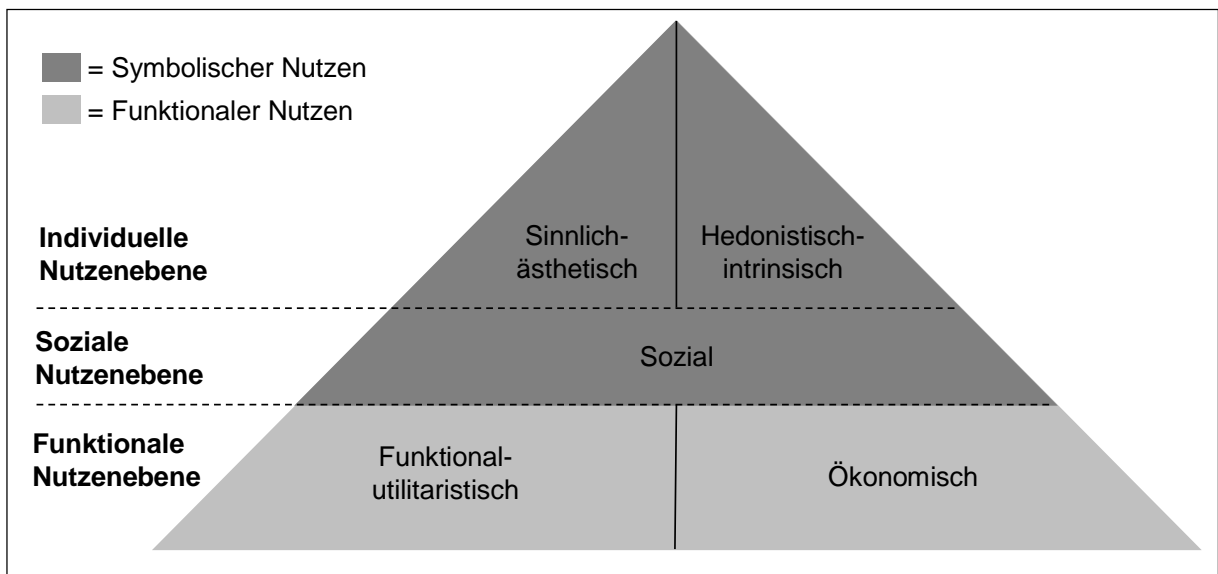 = Symbolischer Nutzen
= Funktionaler Nutzen
Individuelle
Nutzenebene
Sinnlich-
ästhetisch
Hedonistisch-
intrinsisch
Soziale
Nutzenebene
Sozial
Funktionale
Nutzenebene
Funktional-
utilitaristisch
Ökonomisch